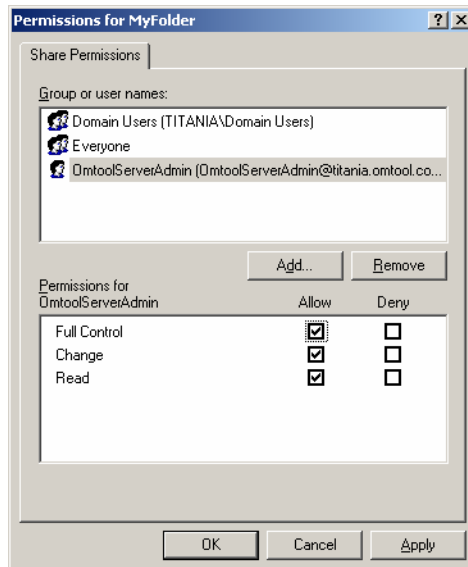 Permissions for MyFolder
Share Permissions
Group or user names:
Domain Users (TITANIA\Domain Users)
Everyone
OmtoolServerAdmin (OmtoolServerAdmin@titania.omtool.co...
Add... Remove
Permissions for
OmtoolServerAdmin Allow Deny
Full Control
Change
Read
OK Cancel Apply